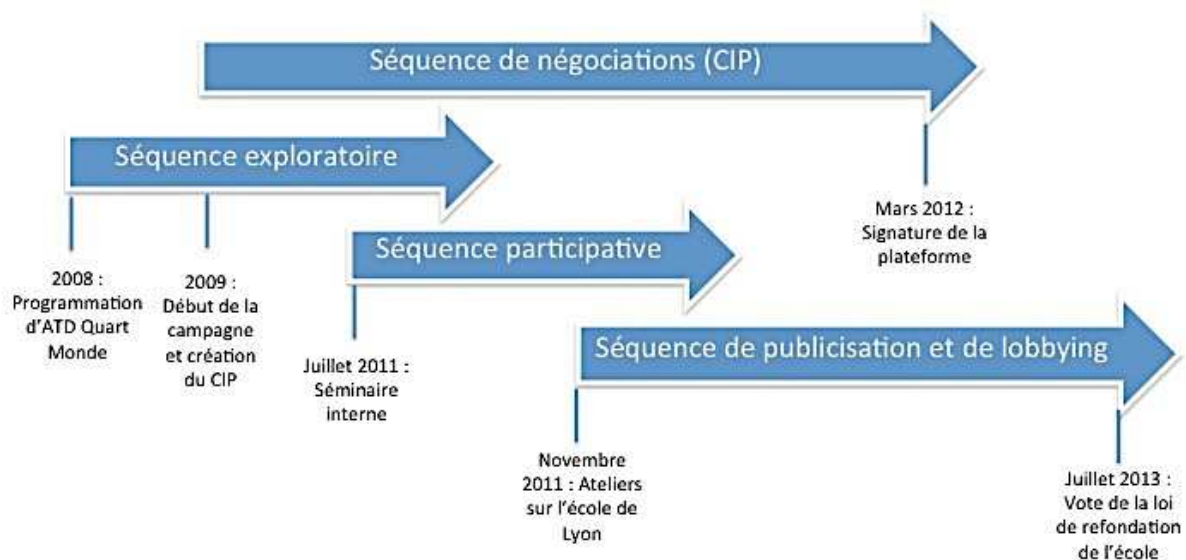 Séquence de négociations (CIP)
Séquence exploratoire
Séquence participative
Séquence de publicisation et de lobbying
2008 :
Programmation
d'ATD Quart
Monde
2009 :
Début de la
campagne
et création
du CIP
Juillet 2011 :
Séminaire
interne
Novembre
2011 : Ateliers
sur l'école de
Lyon
Mars 2012 :
Signature de la
plateforme
Juillet 2013 :
Vote de la loi
de refondation
de l'école